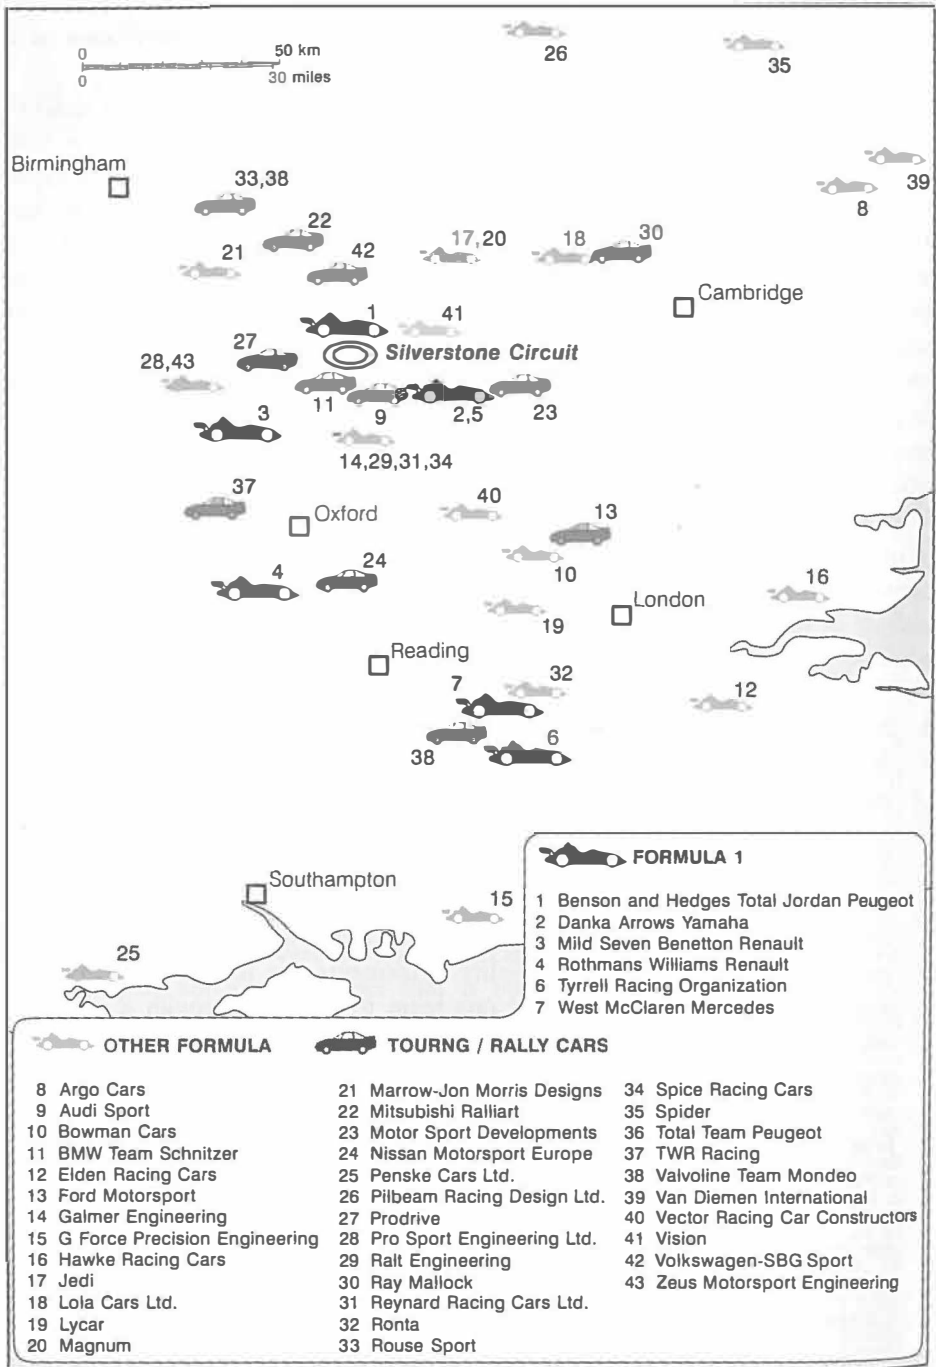 26
35
0 50 km
0 30 miles
Birmingham
33,38
39
8
22
17,20
18
30
21
42
Cambridge
1
41
27
Silverstone Circuit
28,43
3
11
9
2,5
23
14,29,31,34
37
40
Oxford
13
10
24
4
16
London
19
Reading
7
32
12
38
6
Southampton
15
25
FORMULA 1
1 Benson and Hedges Total Jordan Peugeot
2 Danka Arrows Yamaha
3 Mild Seven Benetton Renault
4 Rothmans Williams Renault
6 Tyrrell Racing Organization
7 West McClaren Mercedes
OTHER FORMULA
TOURNG / RALLY CARS
8 Argo Cars
9 Audi Sport
10 Bowman Cars
11 BMW Team Schnitzer
12 Elden Racing Cars
13 Ford Motorsport
14 Galmer Engineering
15 G Force Precision Engineering
16 Hawke Racing Cars
17 Jedi
18 Lola Cars Ltd.
19 Lycar
20 Magnum
21 Marrow-Jon Morris Designs
22 Mitsubishi Ralliart
23 Motor Sport Developments
24 Nissan Motorsport Europe
25 Penske Cars Ltd.
26 Pilbeam Racing Design Ltd.
27 Prodrive
28 Pro Sport Engineering Ltd.
29 Ralt Engineering
30 Ray Mallock
31 Reynard Racing Cars Ltd.
32 Ronta
33 Rouse Sport
34 Spice Racing Cars
35 Spider
36 Total Team Peugeot
37 TWR Racing
38 Valvoline Team Mondeo
39 Van Diemen International
40 Vector Racing Car Constructors
41 Vision
42 Volkswagen-SBG Sport
43 Zeus Motorsport Engineering